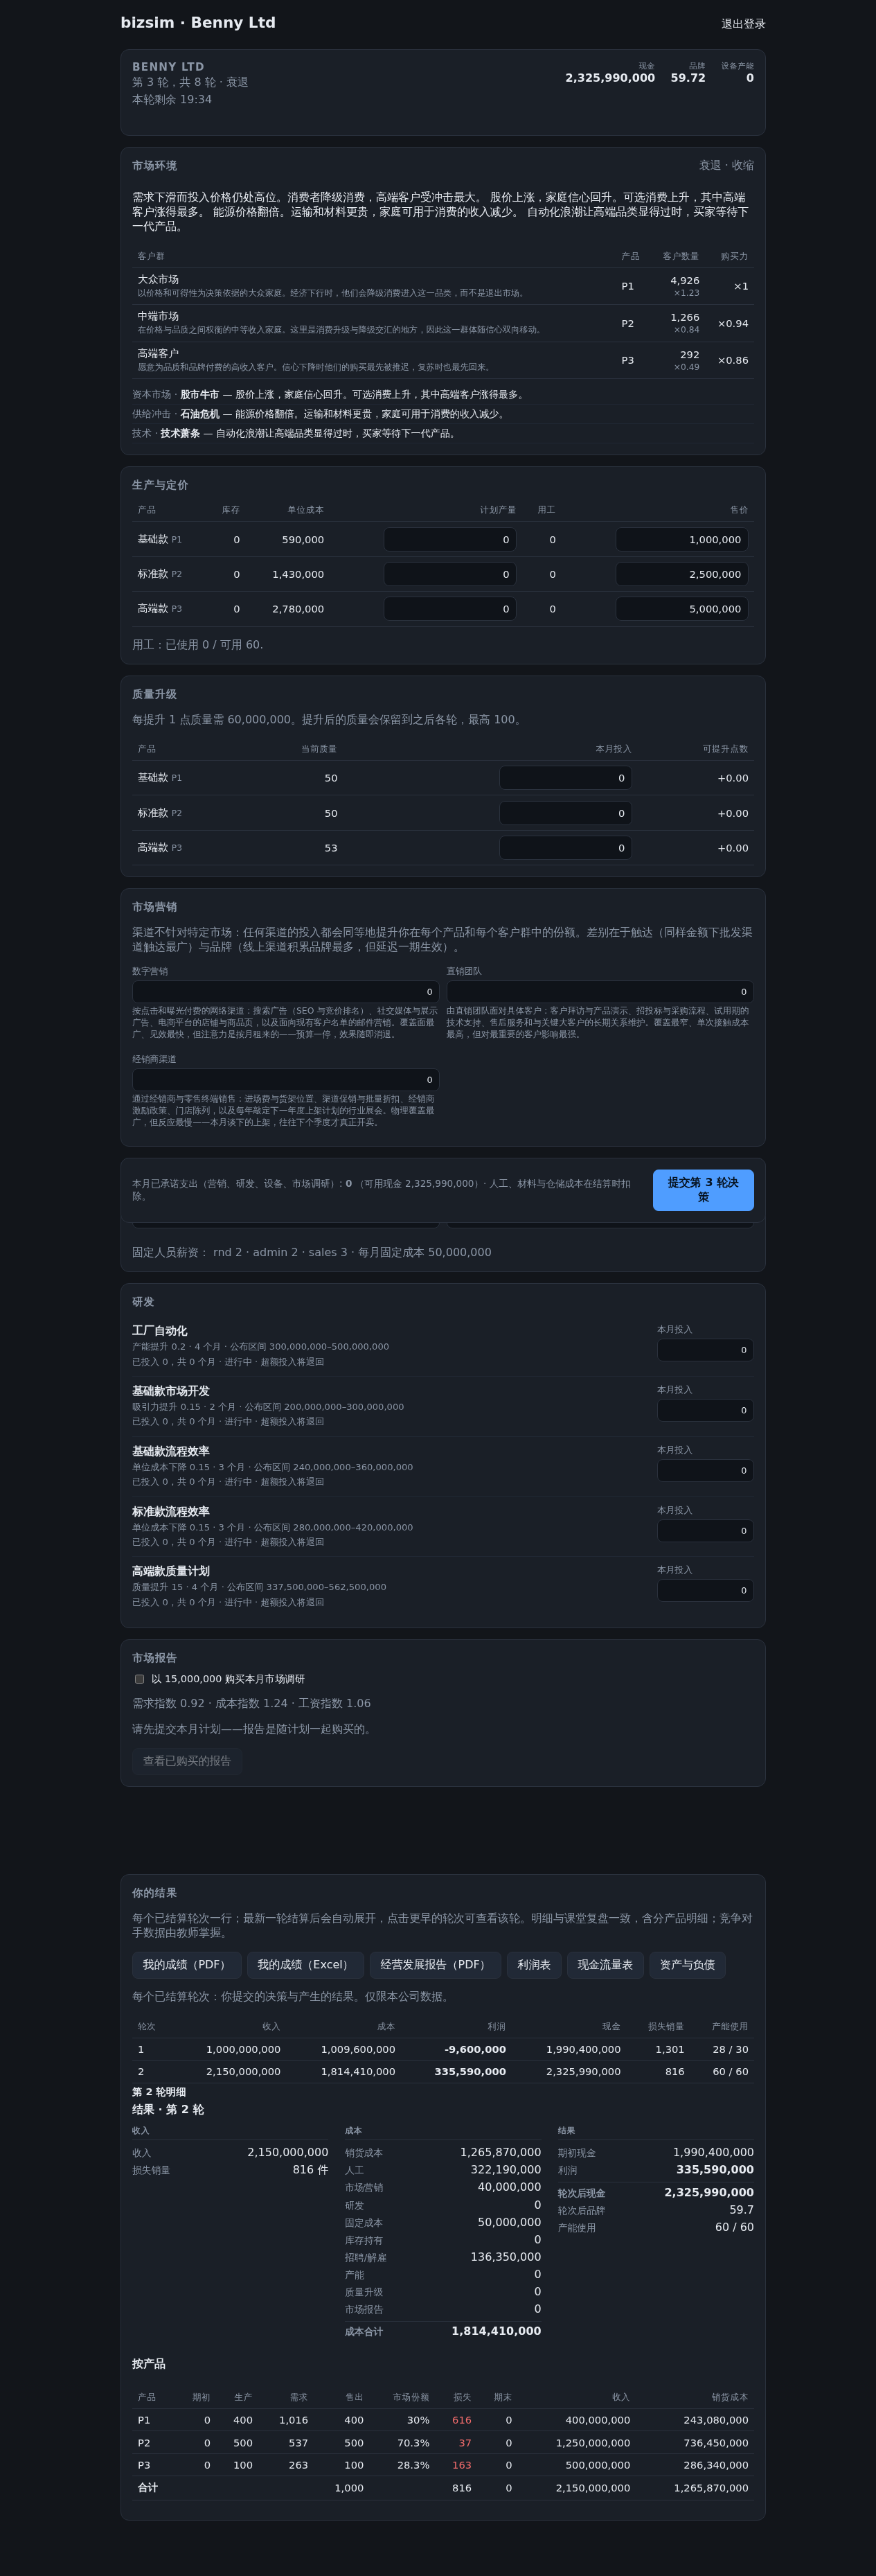 bizsim · Benny Ltd
退出登录
BENNY LTD
第 3 轮，共 8 轮 · 衰退
本轮剩余 19:34
现金 品牌 设备产能
2,325,990,000 59.72 0
市场环境 衰退 · 收缩
需求下滑而投入价格仍处高位。消费者降级消费，高端客户受冲击最大。 股价上涨，家庭信心回升。可选消费上升，其中高端
客户涨得最多。 能源价格翻倍。运输和材料更贵，家庭可用于消费的收入减少。 自动化浪潮让高端品类显得过时，买家等待下
一代产品。
客户群 产品 客户数量 购买力
大众市场
以价格和可得性为决策依据的大众家庭。经济下行时，他们会降级消费进入这一品类，而不是退出市场。
P1 4,926 ×1.23 ×1
中端市场
在价格与品质之间权衡的中等收入家庭。这里是消费升级与降级交汇的地方，因此这一群体随信心双向移动。
P2 1,266 ×0.84 ×0.94
高端客户
愿意为品质和品牌付费的高收入客户。信心下降时他们的购买最先被推迟，复苏时也最先回来。
P3 292 ×0.49 ×0.86
资本市场 · 股市牛市 — 股价上涨，家庭信心回升。可选消费上升，其中高端客户涨得最多。
供给冲击 · 石油危机 — 能源价格翻倍。运输和材料更贵，家庭可用于消费的收入减少。
技术 · 技术萧条 — 自动化浪潮让高端品类显得过时，买家等待下一代产品。
生产与定价
产品 库存 单位成本 计划产量 用工 售价
基础款 P1 0 590,000 0 0 1,000,000
标准款 P2 0 1,430,000 0 0 2,500,000
高端款 P3 0 2,780,000 0 0 5,000,000
用工：已使用 0 / 可用 60.
质量升级
每提升 1 点质量需 60,000,000。提升后的质量会保留到之后各轮，最高 100。
产品 当前质量 本月投入 可提升点数
基础款 P1 50 0 +0.00
标准款 P2 50 0 +0.00
高端款 P3 53 0 +0.00
市场营销
渠道不针对特定市场：任何渠道的投入都会同等地提升你在每个产品和每个客户群中的份额。差别在于触达（同样金额下批发渠
道触达最广）与品牌（线上渠道积累品牌最多，但延迟一期生效）。
数字营销 直销团队
0 0
按点击和曝光付费的网络渠道：搜索广告（SEO 与竞价排名）、社交媒体与展示
广告、电商平台的店铺与商品页，以及面向现有客户名单的邮件营销。覆盖面最
广、见效最快，但注意力是按月租来的——预算一停，效果随即消退。
由直销团队面对具体客户：客户拜访与产品演示、招投标与采购流程、试用期的
技术支持、售后服务和与关键大客户的长期关系维护。覆盖最窄、单次接触成本
最高，但对最重要的客户影响最强。
经销商渠道
0
通过经销商与零售终端销售：进场费与货架位置、渠道促销与批量折扣、经销商
激励政策、门店陈列，以及每年敲定下一年度上架计划的行业展会。物理覆盖最
广，但反应最慢——本月谈下的上架，往往下个季度才真正开卖。
本月已承诺支出（营销、研发、设备、市场调研）: 0 （可用现金 2,325,990,000）· 人工、材料与仓储成本在结算时扣
除。
提交第 3 轮决
策
固定人员薪资： rnd 2 · admin 2 · sales 3 · 每月固定成本 50,000,000
研发
工厂自动化 本月投入
产能提升 0.2 · 4 个月 · 公布区间 300,000,000–500,000,000 0
已投入 0，共 0 个月 · 进行中 · 超额投入将退回
基础款市场开发 本月投入
吸引力提升 0.15 · 2 个月 · 公布区间 200,000,000–300,000,000 0
已投入 0，共 0 个月 · 进行中 · 超额投入将退回
基础款流程效率 本月投入
单位成本下降 0.15 · 3 个月 · 公布区间 240,000,000–360,000,000 0
已投入 0，共 0 个月 · 进行中 · 超额投入将退回
标准款流程效率 本月投入
单位成本下降 0.15 · 3 个月 · 公布区间 280,000,000–420,000,000 0
已投入 0，共 0 个月 · 进行中 · 超额投入将退回
高端款质量计划 本月投入
质量提升 15 · 4 个月 · 公布区间 337,500,000–562,500,000 0
已投入 0，共 0 个月 · 进行中 · 超额投入将退回
市场报告
以 15,000,000 购买本月市场调研
需求指数 0.92 · 成本指数 1.24 · 工资指数 1.06
请先提交本月计划——报告是随计划一起购买的。
查看已购买的报告
你的结果
每个已结算轮次一行；最新一轮结算后会自动展开，点击更早的轮次可查看该轮。明细与课堂复盘一致，含分产品明细；竞争对
手数据由教师掌握。
我的成绩（PDF） 我的成绩（Excel） 经营发展报告（PDF） 利润表 现金流量表 资产与负债
每个已结算轮次：你提交的决策与产生的结果。仅限本公司数据。
轮次 收入 成本 利润 现金 损失销量 产能使用
1 1,000,000,000 1,009,600,000 -9,600,000 1,990,400,000 1,301 28 / 30
2 2,150,000,000 1,814,410,000 335,590,000 2,325,990,000 816 60 / 60
第 2 轮明细
结果 · 第 2 轮
收入
收入 2,150,000,000
损失销量 816 件
成本
销货成本 1,265,870,000
人工 322,190,000
市场营销 40,000,000
研发 0
固定成本 50,000,000
库存持有 0
招聘/解雇 136,350,000
产能 0
质量升级 0
市场报告 0
成本合计 1,814,410,000
结果
期初现金 1,990,400,000
利润 335,590,000
轮次后现金 2,325,990,000
轮次后品牌 59.7
产能使用 60 / 60
按产品
产品 期初 生产 需求 售出 市场份额 损失 期末 收入 销货成本
P1 0 400 1,016 400 30% 616 0 400,000,000 243,080,000
P2 0 500 537 500 70.3% 37 0 1,250,000,000 736,450,000
P3 0 100 263 100 28.3% 163 0 500,000,000 286,340,000
合计 1,000 816 0 2,150,000,000 1,265,870,000